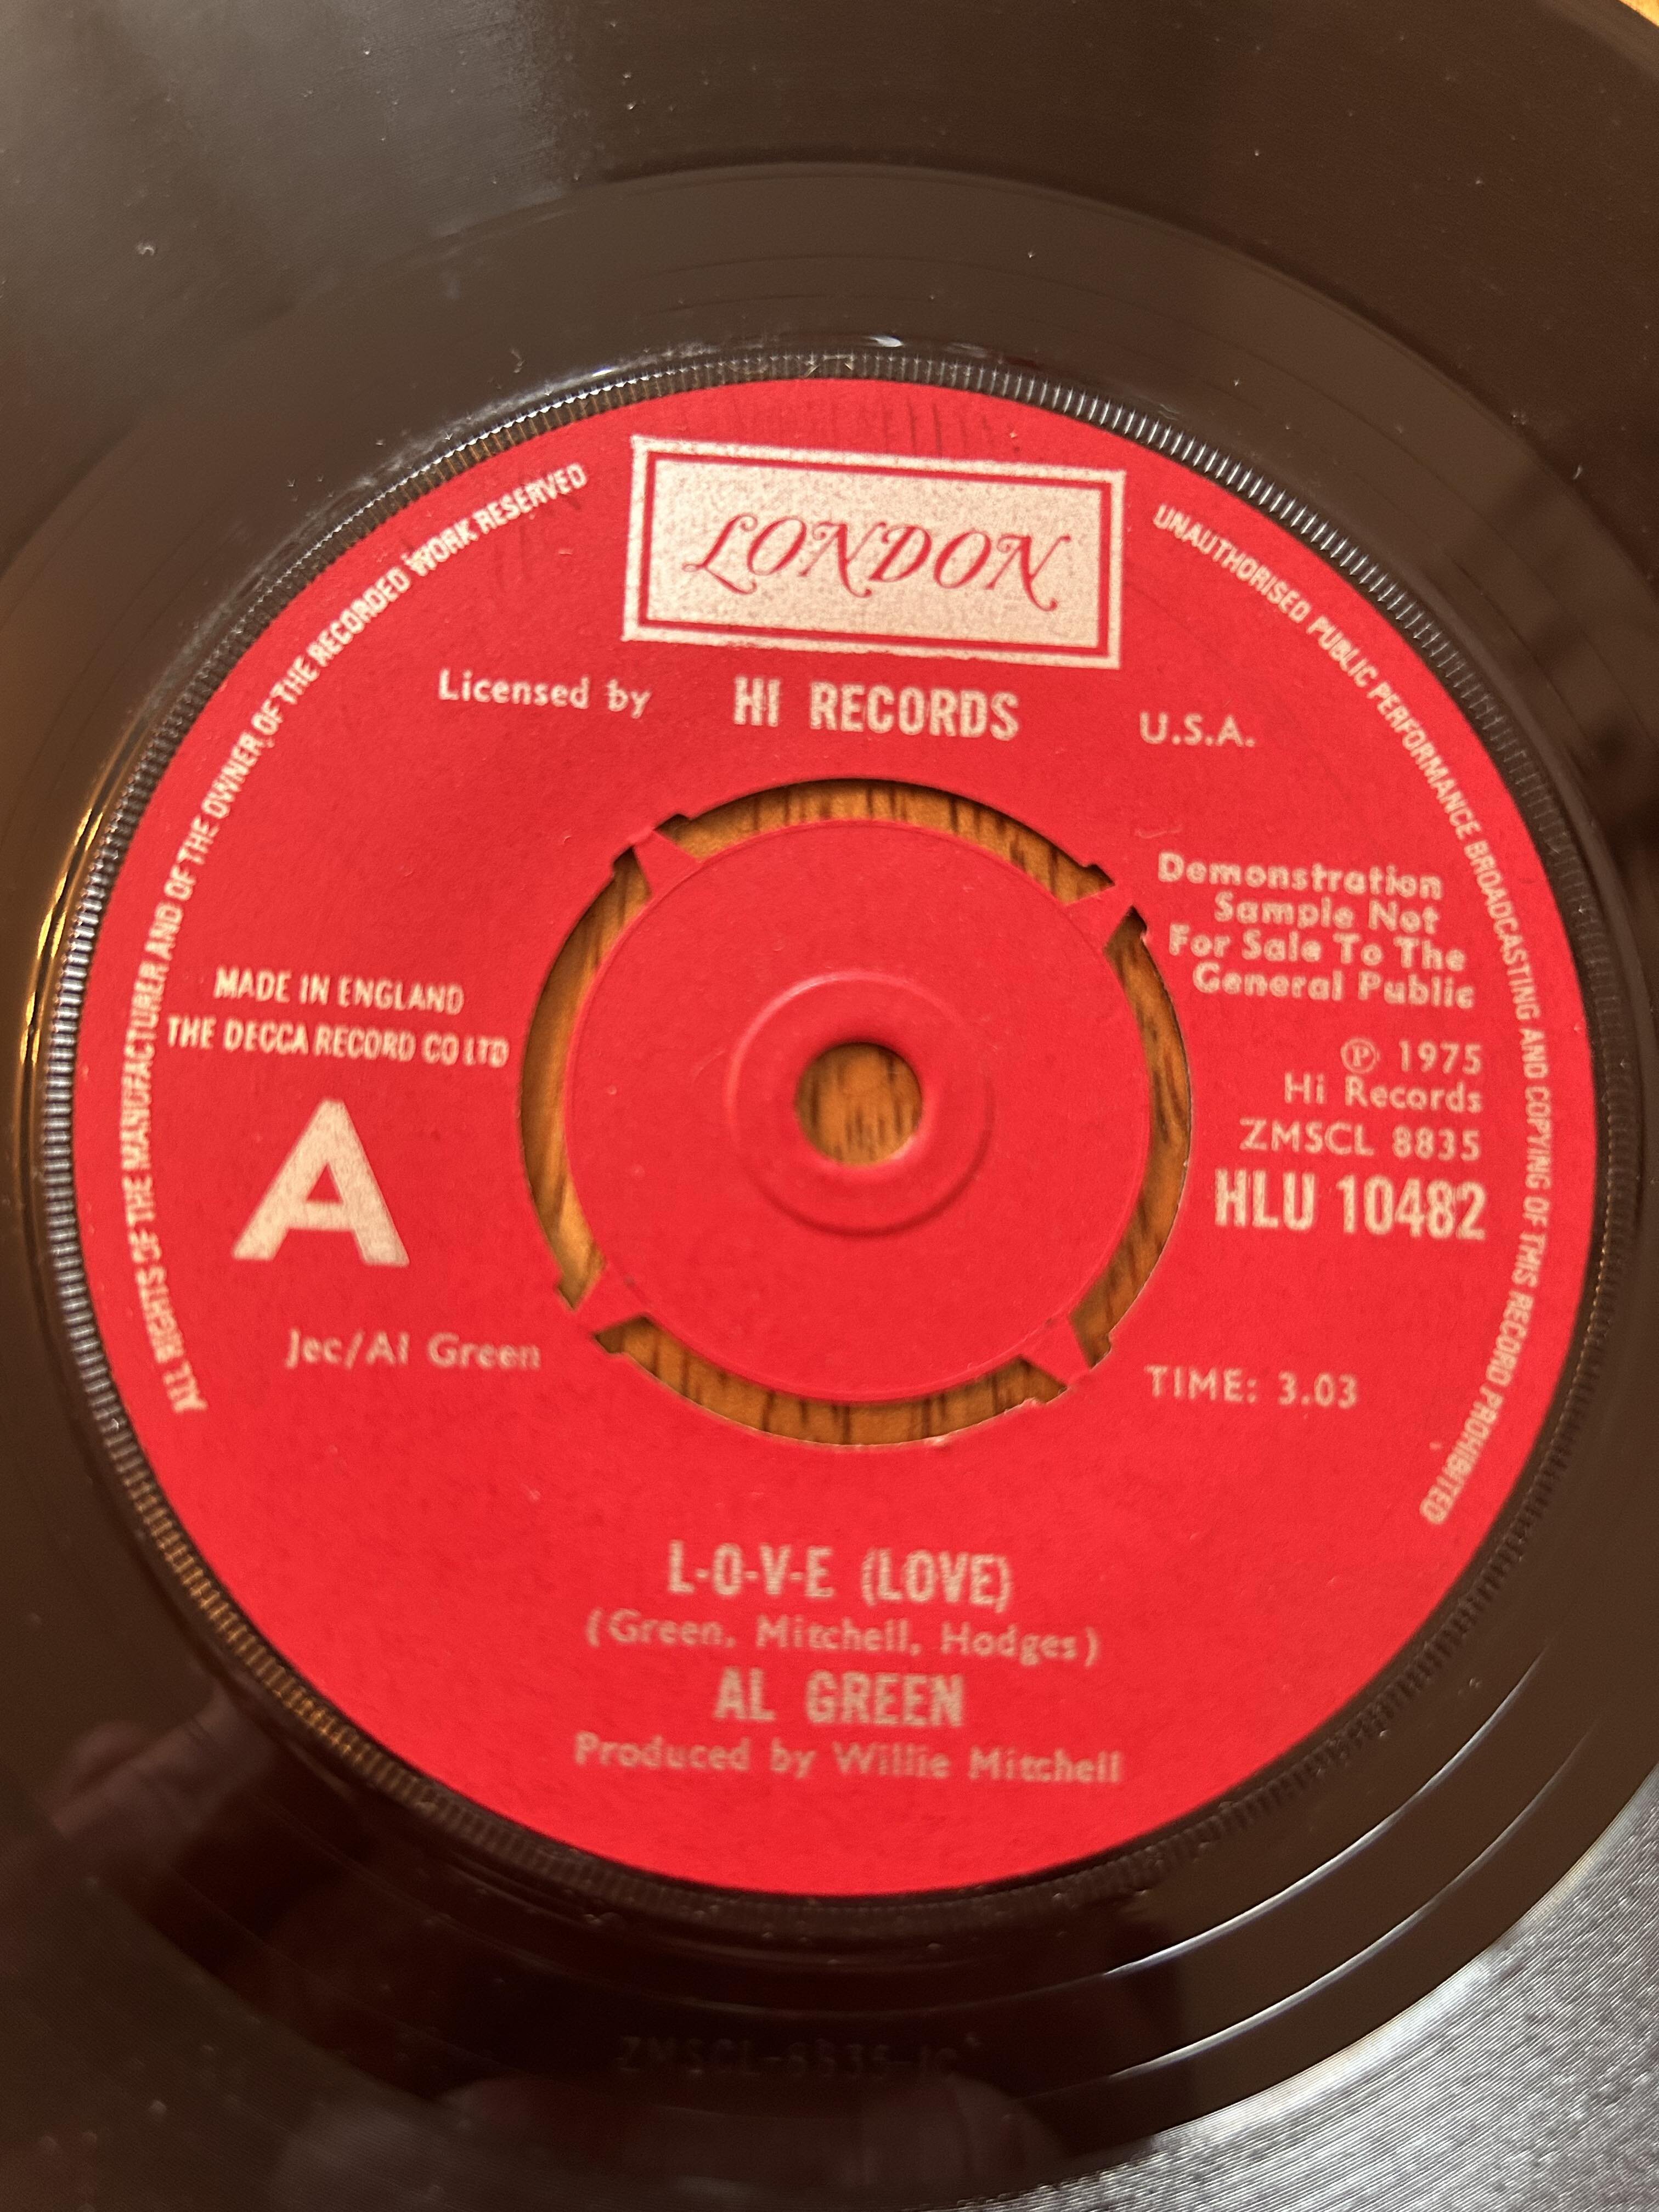 LONDON
ALL RIGHTS OF THE MANUFACTURER AND OF THE OWNER OF THE RECORDED WORK RESERVED
UNAUTHORISED PUBLIC PERFORMANCE BROADCASTING AND COPYING OF THIS RECORD PROHIBITED
Licensed by HI RECORDS U.S.A.
Demonstration
Sample Not
For Sale To The
General Public
MADE IN ENGLAND
THE DECCA RECORD CO LTD
A
℗ 1975
Hi Records
ZMSCL 8835
HLU 10482
Jec/Al Green
TIME: 3.03
L-O-V-E (LOVE)
(Green, Mitchell, Hodges)
AL GREEN
Produced by Willie Mitchell
ZMSCL-8835-1C